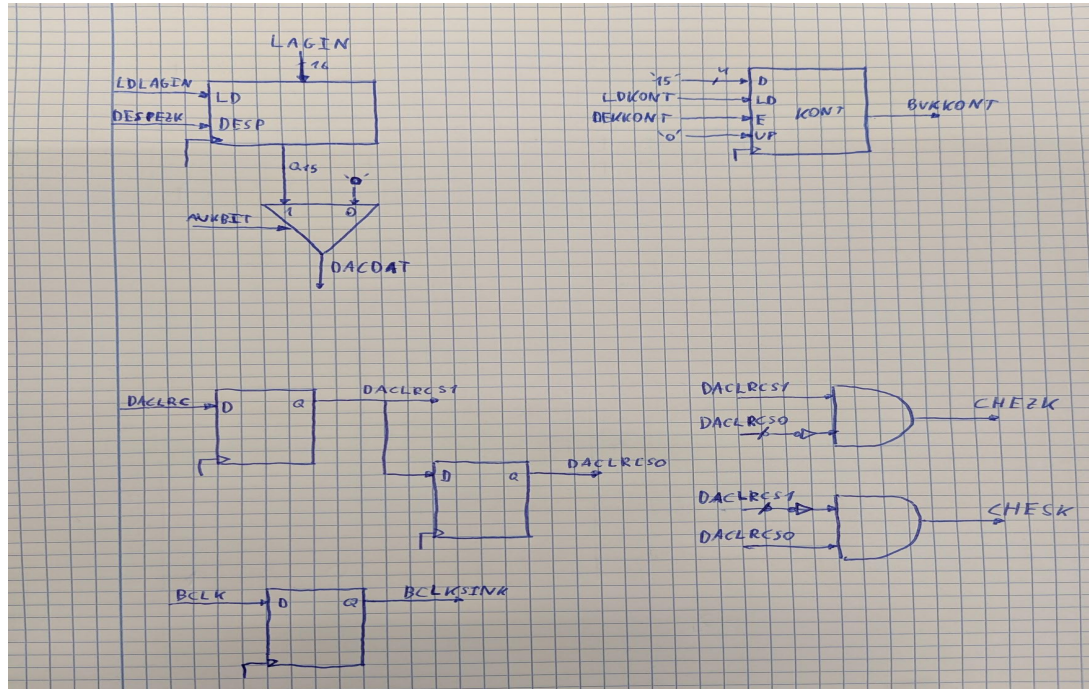 LAGIN
16
LDLAGIN
LD
DESPEZK
DESP
Q15
'0'
1
0
AUKBIT
DACDAT
'15'
4
D
LDKONT
LD
DEKKONT
E
'0'
UP
KONT
BUKKONT
DACLRC
D
Q
DACLRCS1
D
Q
DACLRCS0
BCLK
D
Q
BCLKSINK
DACLRCS1
DACLRCS0
CHEZK
DACLRCS1
DACLRCS0
CHESK